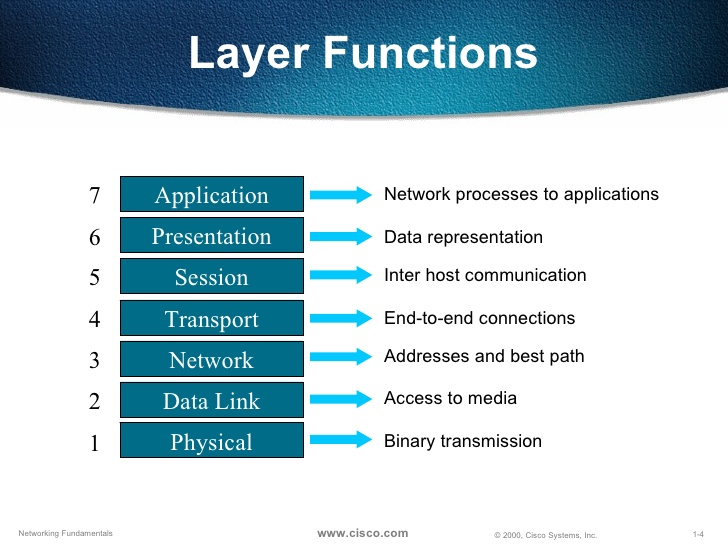 Layer Functions
7 Application Network processes to applications
6 Presentation Data representation
5 Session Inter host communication
4 Transport End-to-end connections
3 Network Addresses and best path
2 Data Link Access to media
1 Physical Binary transmission
Networking Fundamentals www.cisco.com © 2000, Cisco Systems, Inc. 1-4